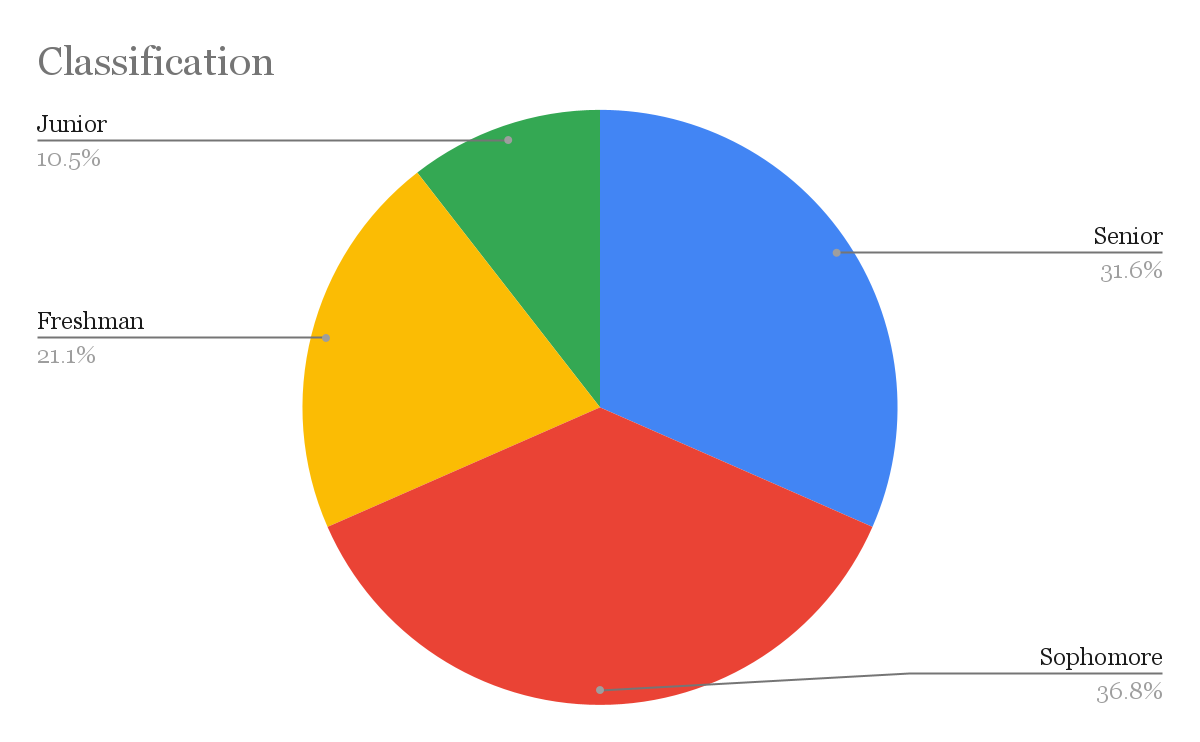 Classification
Junior
10.5%
Senior
31.6%
Freshman
21.1%
Sophomore
36.8%